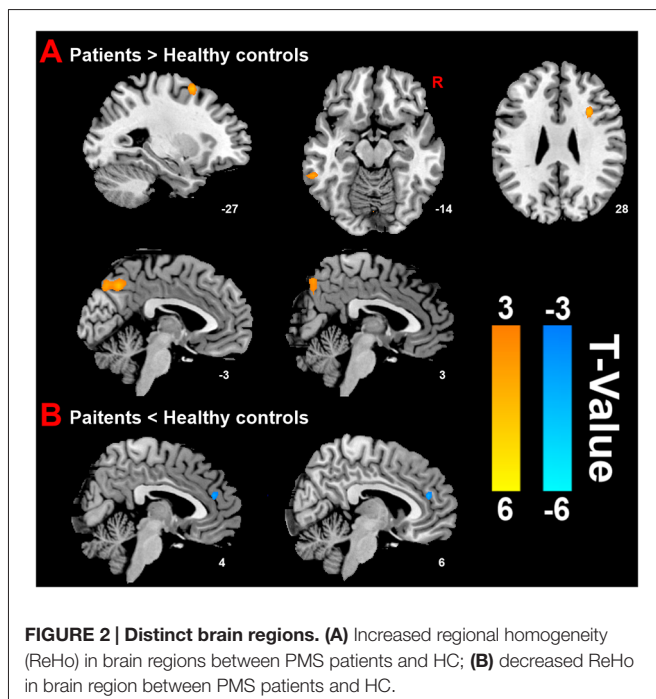 A Patients > Healthy controls
R
-27
-14
28
-3
3
3 -3
T-Value
6 -6
B Paitents < Healthy controls
4
6
FIGURE 2 | Distinct brain regions. (A) Increased regional homogeneity
(ReHo) in brain regions between PMS patients and HC; (B) decreased ReHo
in brain region between PMS patients and HC.